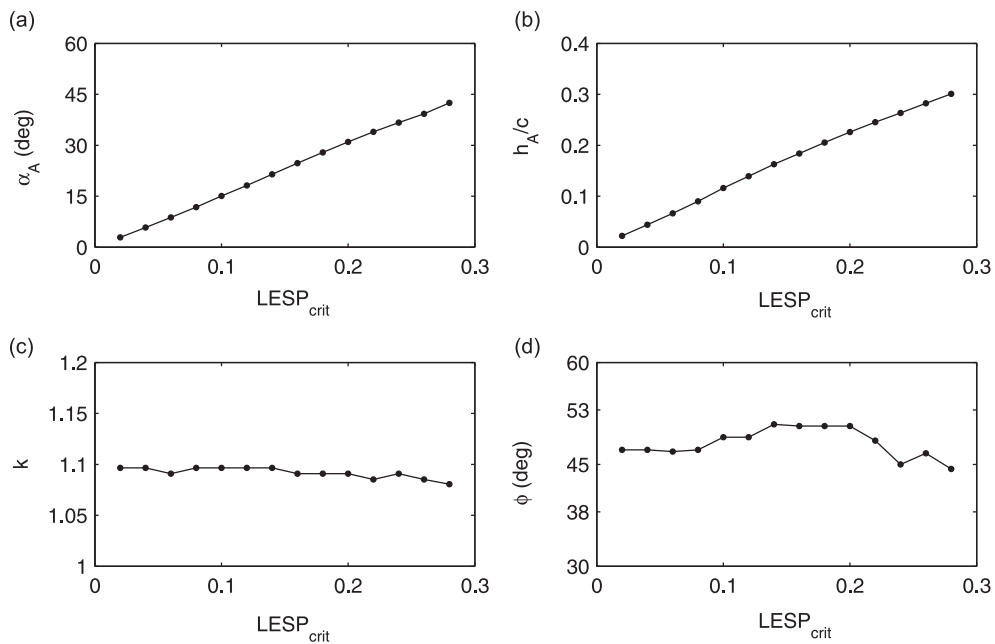 (a)
60
45
30
15
0
α_A (deg)
0 0.1 0.2 0.3
LESP_crit
(b)
0.4
0.3
0.2
0.1
0
h_A/c
0 0.1 0.2 0.3
LESP_crit
(c)
1.2
1.15
1.1
1.05
1
k
0 0.1 0.2 0.3
LESP_crit
(d)
60
53
45
38
30
ϕ (deg)
0 0.1 0.2 0.3
LESP_crit